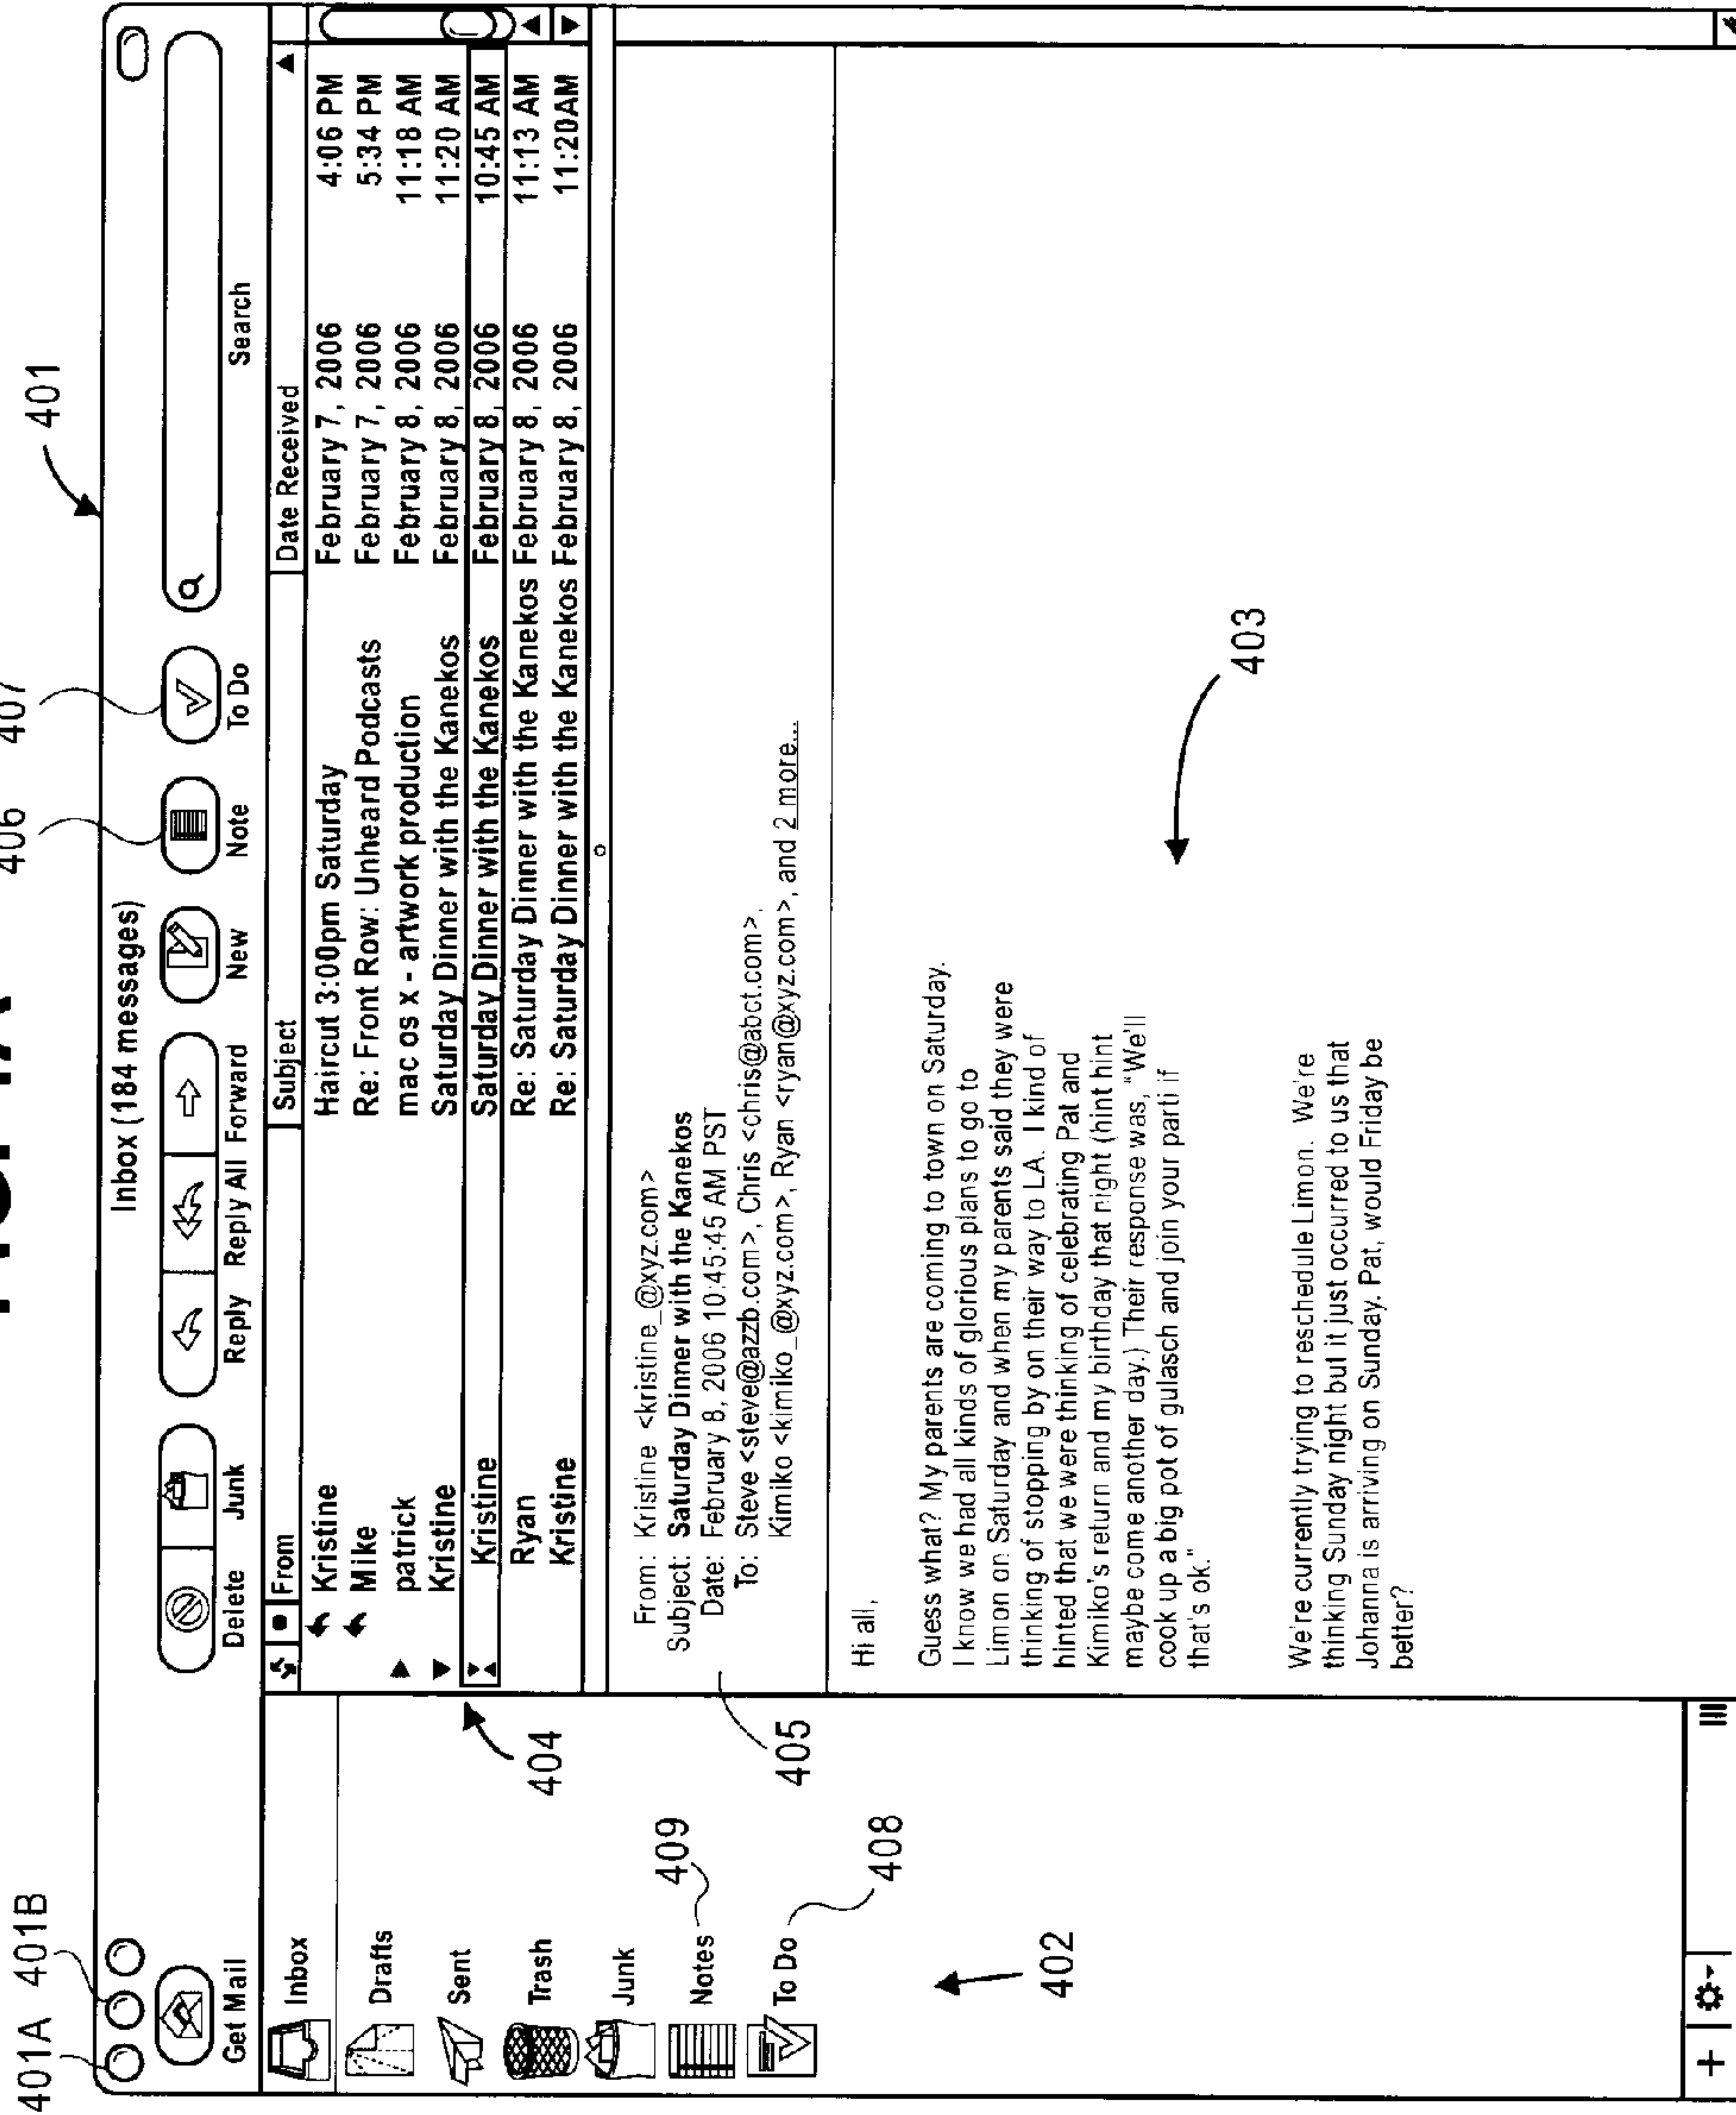 401A 401B
406 407
401
Inbox (184 messages)
Get Mail Delete Junk Reply Reply All Forward New Note To Do Search
From Subject Date Received
Kristine Haircut 3:00pm Saturday February 7, 2006 4:06 PM
Mike Re: Front Row: Unheard Podcasts February 7, 2006 5:34 PM
patrick mac os x - artwork production February 8, 2006 11:18 AM
Kristine Saturday Dinner with the Kanekos February 8, 2006 11:20 AM
Kristine Saturday Dinner with the Kanekos February 8, 2006 10:45 AM
Ryan Re: Saturday Dinner with the Kanekos February 8, 2006 11:13 AM
Kristine Re: Saturday Dinner with the Kanekos February 8, 2006 11:20AM
Inbox
Drafts
Sent
Trash
Junk
Notes
To Do
404
405
409
408
402
From: Kristine <kristine_@xyz.com>
Subject: Saturday Dinner with the Kanekos
Date: February 8, 2006 10:45:45 AM PST
To: Steve <steve@azzb.com>, Chris <chris@abct.com>,
Kimiko <kimiko_@xyz.com>, Ryan <ryan@xyz.com>, and 2 more...
Hi all,
Guess what? My parents are coming to town on Saturday.
I know we had all kinds of glorious plans to go to
Limon on Saturday and when my parents said they were
thinking of stopping by on their way to LA. I kind of
hinted that we were thinking of celebrating Pat and
Kimiko's return and my birthday that night (hint hint
maybe come another day.) Their response was, "We'll
cook up a big pot of gulasch and join your parti if
that's ok."
We're currently trying to reschedule Limon. We're
thinking Sunday night but it just occurred to us that
Johanna is arriving on Sunday. Pat, would Friday be
better?
403